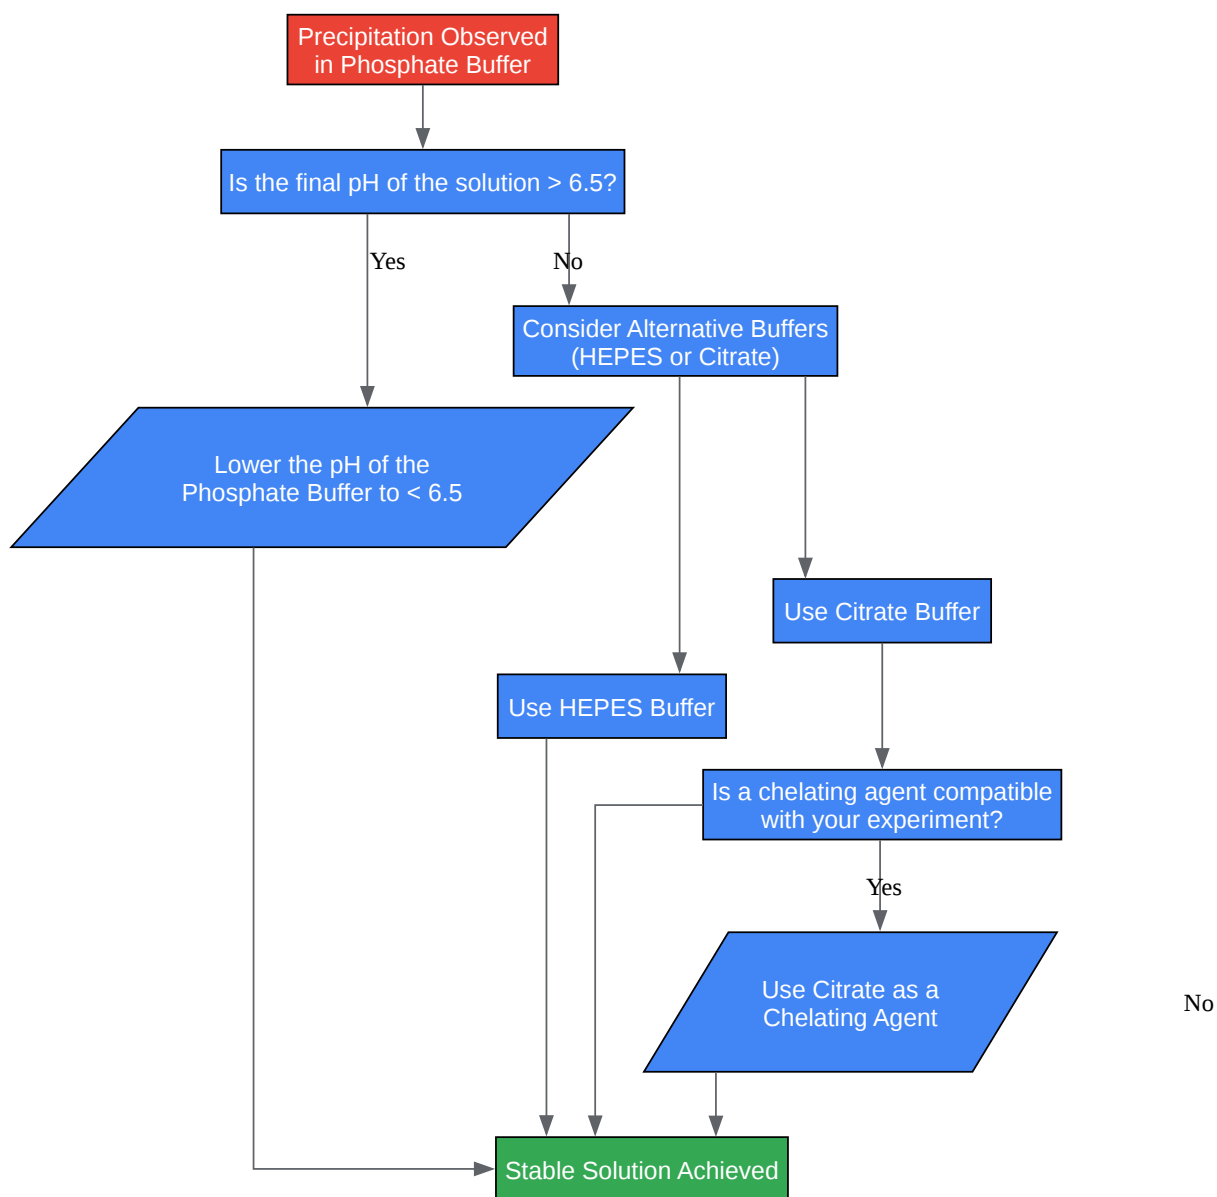 Precipitation Observed
in Phosphate Buffer
Is the final pH of the solution > 6.5?
Yes
No
Consider Alternative Buffers
(HEPES or Citrate)
Lower the pH of the
Phosphate Buffer to < 6.5
Use Citrate Buffer
Use HEPES Buffer
Is a chelating agent compatible
with your experiment?
Yes
Use Citrate as a
Chelating Agent
No
Stable Solution Achieved